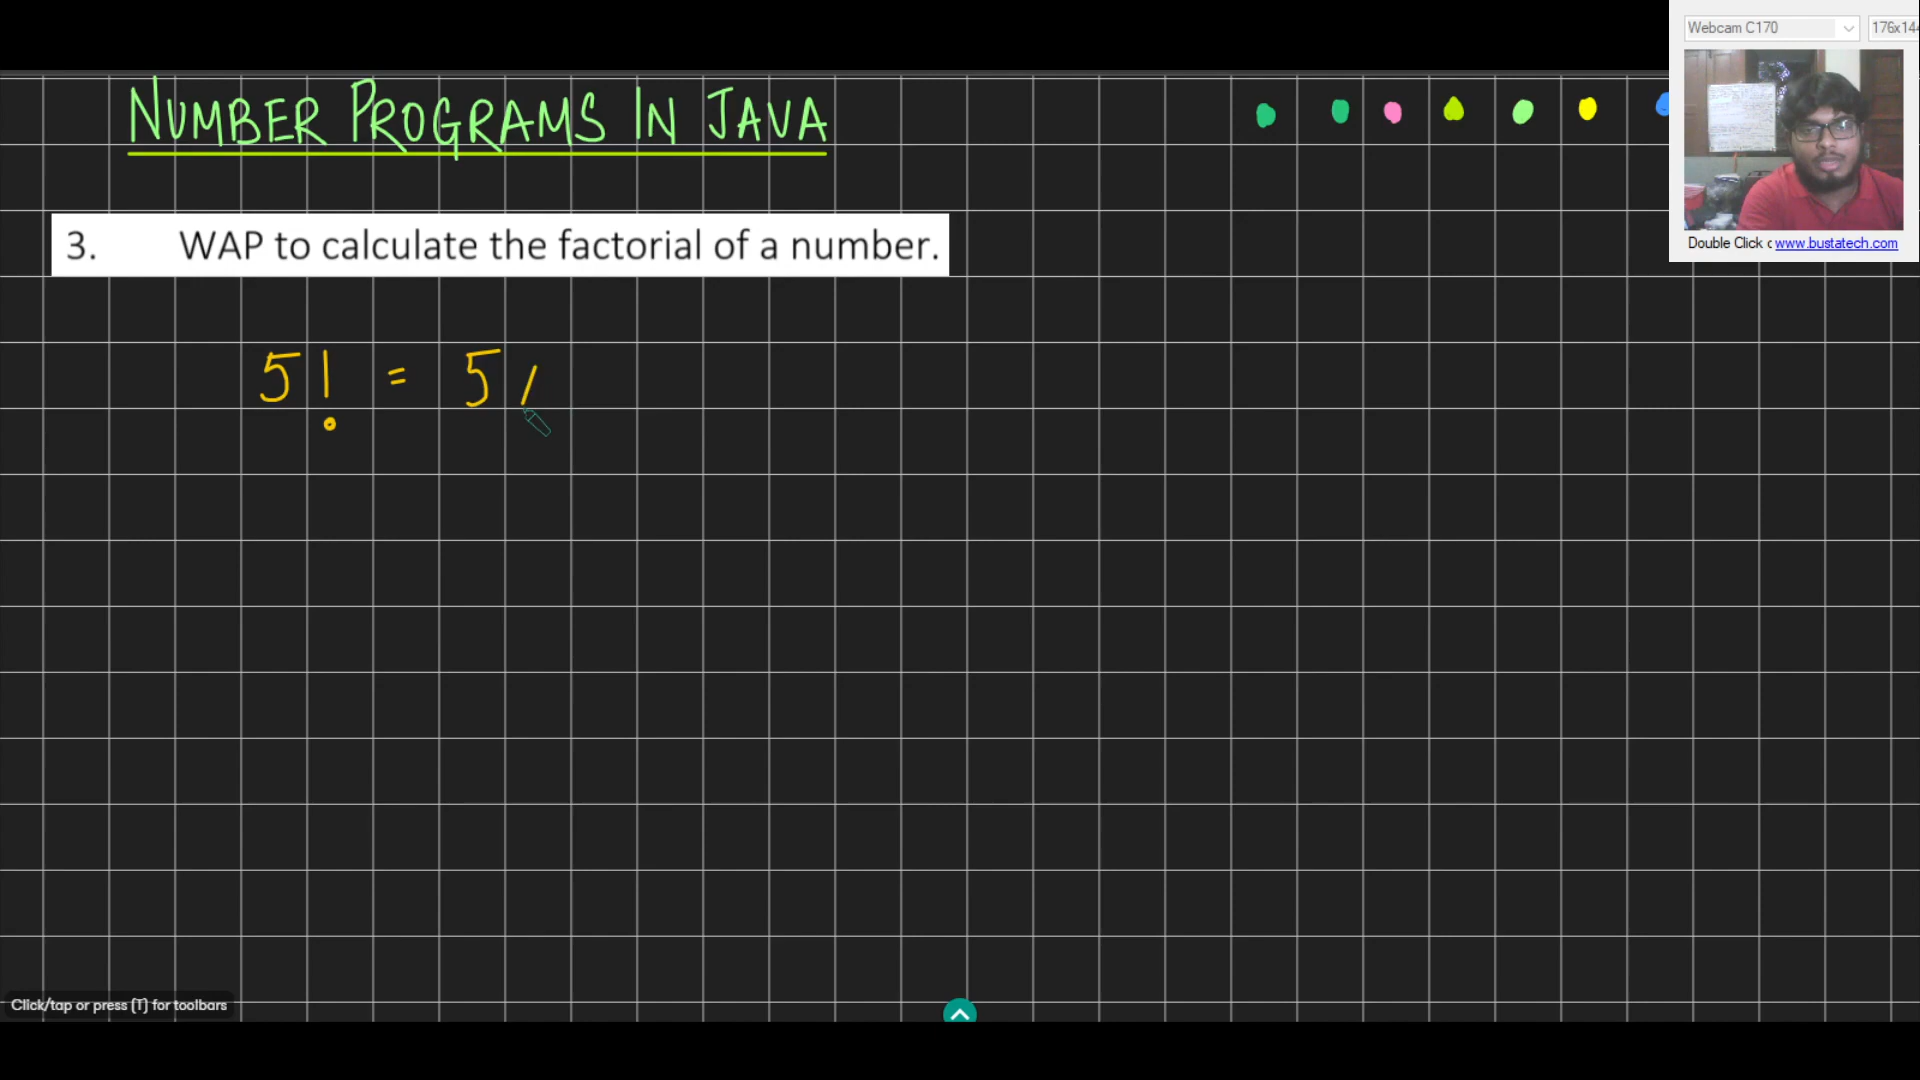 Webcam C170 176x144
NUMBER PROGRAMS IN JAVA
3. WAP to calculate the factorial of a number.
Double Click www.bustatech.com
5! = 5
Click/tap or press (T) for toolbars